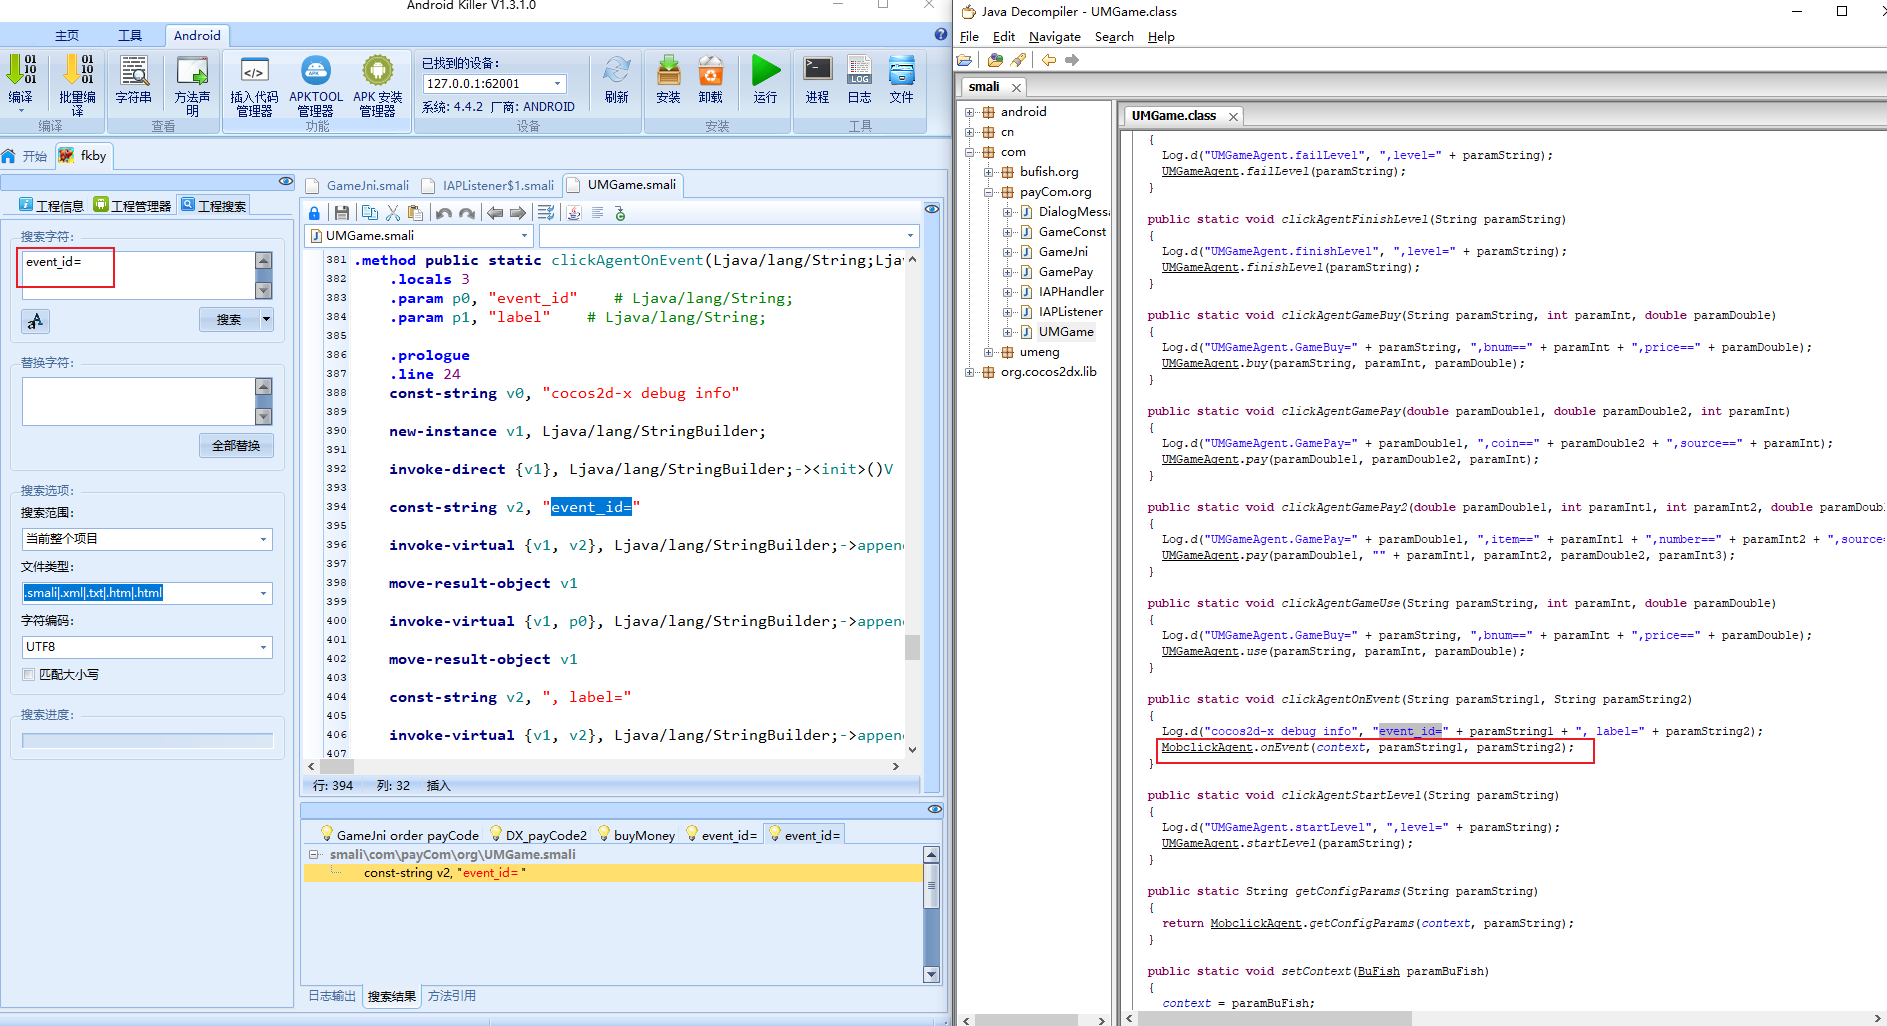 Android Killer V1.3.1.0
主页
工具
Android
编译
批量编译
字符串
方法声明
插入代码管理器
APKTOOL 管理器
APK 安装管理器
已找到的设备：
127.0.0.1:62001
系统: 4.4.2 厂商: ANDROID
刷新
安装
卸载
运行
进程
日志
文件
编译
查看
功能
设备
安装
工具
开始
fkby
工程信息
工程管理器
工程搜索
搜索字符:
event_id=
搜索
替换字符:
全部替换
搜索选项:
搜索范围:
当前整个项目
文件类型:
.smali|.xml|.txt|.htm|.html
字符编码:
UTF8
匹配大小写
搜索进度:
GameJni.smali
IAPListener$1.smali
UMGame.smali
UMGame.smali
381 .method public static clickAgentOnEvent(Ljava/lang/String;Ljav
382 .locals 3
383 .param p0, "event_id"    # Ljava/lang/String;
384 .param p1, "label"    # Ljava/lang/String;
385
386 .prologue
387 .line 24
388 const-string v0, "cocos2d-x debug info"
389
390 new-instance v1, Ljava/lang/StringBuilder;
391
392 invoke-direct {v1}, Ljava/lang/StringBuilder;-><init>()V
393
394 const-string v2, "event_id="
395
396 invoke-virtual {v1, v2}, Ljava/lang/StringBuilder;->append
397
398 move-result-object v1
399
400 invoke-virtual {v1, p0}, Ljava/lang/StringBuilder;->append
401
402 move-result-object v1
403
404 const-string v2, ", label="
405
406 invoke-virtual {v1, v2}, Ljava/lang/StringBuilder;->append
407
行: 394 列: 32 插入
GameJni order payCode
DX_payCode2
buyMoney
event_id=
event_id=
smali\com\payCom\org\UMGame.smali
const-string v2, "event_id= "
日志输出
搜索结果
方法引用
Java Decompiler - UMGame.class
File Edit Navigate Search Help
smali
android
cn
com
bufish.org
payCom.org
DialogMessa
GameConst
GameJni
GamePay
IAPHandler
IAPListener
UMGame
umeng
org.cocos2dx.lib
UMGame.class
{
Log.d("UMGameAgent.failLevel", ",level=" + paramString);
UMGameAgent.failLevel(paramString);
}
public static void clickAgentFinishLevel(String paramString)
{
Log.d("UMGameAgent.finishLevel", ",level=" + paramString);
UMGameAgent.finishLevel(paramString);
}
public static void clickAgentGameBuy(String paramString, int paramInt, double paramDouble)
{
Log.d("UMGameAgent.GameBuy=" + paramString, ",bnum==" + paramInt + ",price==" + paramDouble);
UMGameAgent.buy(paramString, paramInt, paramDouble);
}
public static void clickAgentGamePay(double paramDouble1, double paramDouble2, int paramInt)
{
Log.d("UMGameAgent.GamePay=" + paramDouble1, ",coin==" + paramDouble2 + ",source==" + paramInt);
UMGameAgent.pay(paramDouble1, paramDouble2, paramInt);
}
public static void clickAgentGamePay2(double paramDouble1, int paramInt1, int paramInt2, double paramDoubl
{
Log.d("UMGameAgent.GamePay=" + paramDouble1, ",item==" + paramInt1 + ",number==" + paramInt2 + ",source=
UMGameAgent.pay(paramDouble1, "" + paramInt1, paramInt2, paramDouble2, paramInt3);
}
public static void clickAgentGameUse(String paramString, int paramInt, double paramDouble)
{
Log.d("UMGameAgent.GameBuy=" + paramString, ",bnum==" + paramInt + ",price==" + paramDouble);
UMGameAgent.use(paramString, paramInt, paramDouble);
}
public static void clickAgentOnEvent(String paramString1, String paramString2)
{
Log.d("cocos2d-x debug info", "event_id=" + paramString1 + ", label=" + paramString2);
MobclickAgent.onEvent(context, paramString1, paramString2);
}
public static void clickAgentStartLevel(String paramString)
{
Log.d("UMGameAgent.startLevel", ",level=" + paramString);
UMGameAgent.startLevel(paramString);
}
public static String getConfigParams(String paramString)
{
return MobclickAgent.getConfigParams(context, paramString);
}
public static void setContext(BuFish paramBuFish)
{
context = paramBuFish;